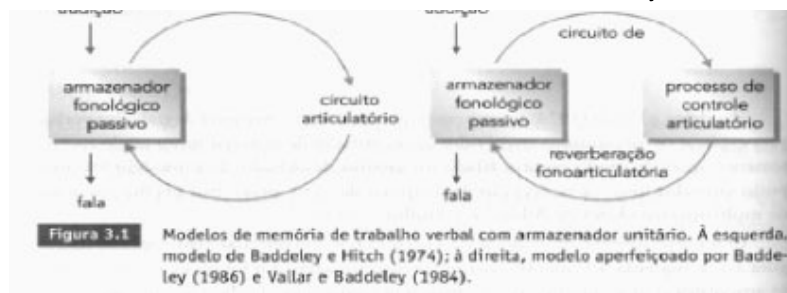 audição
audição
circuito de
armazenador
fonológico
passivo
circuito
articulatório
armazenador
fonológico
passivo
processo de
controle
articulatório
reverberação
fonoarticulatória
fala
fala
Figura 3.1 Modelos de memória de trabalho verbal com armazenador unitário. À esquerda,
modelo de Baddeley e Hitch (1974); à direita, modelo aperfeiçoado por Badde-
ley (1986) e Vallar e Baddeley (1984).